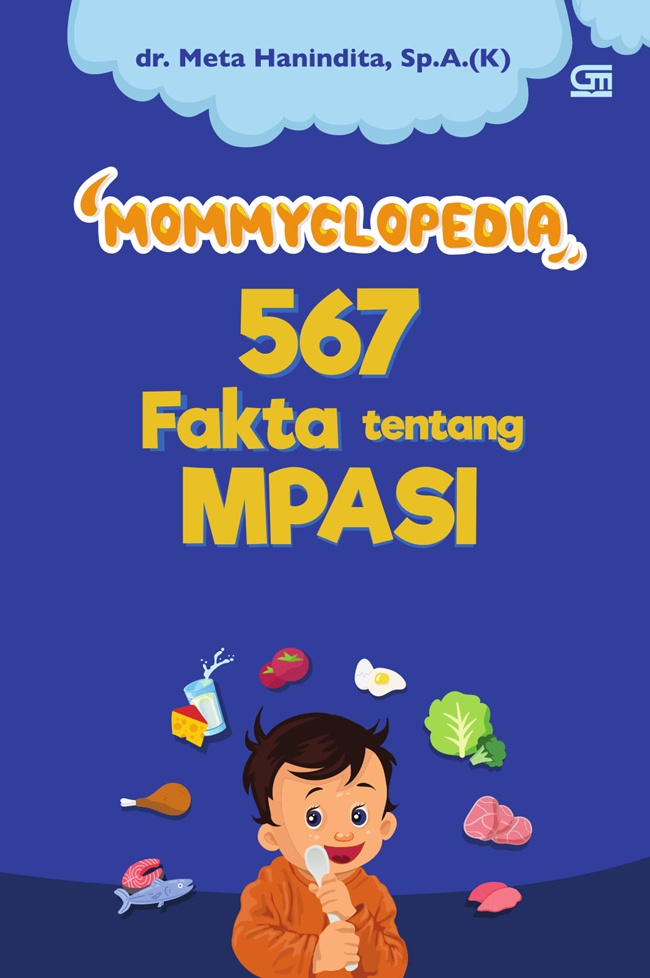 dr. Meta Hanindita, Sp.A.(K)
GM
"MOMMYCLOPEDIA"
567
Fakta tentang
MPASI